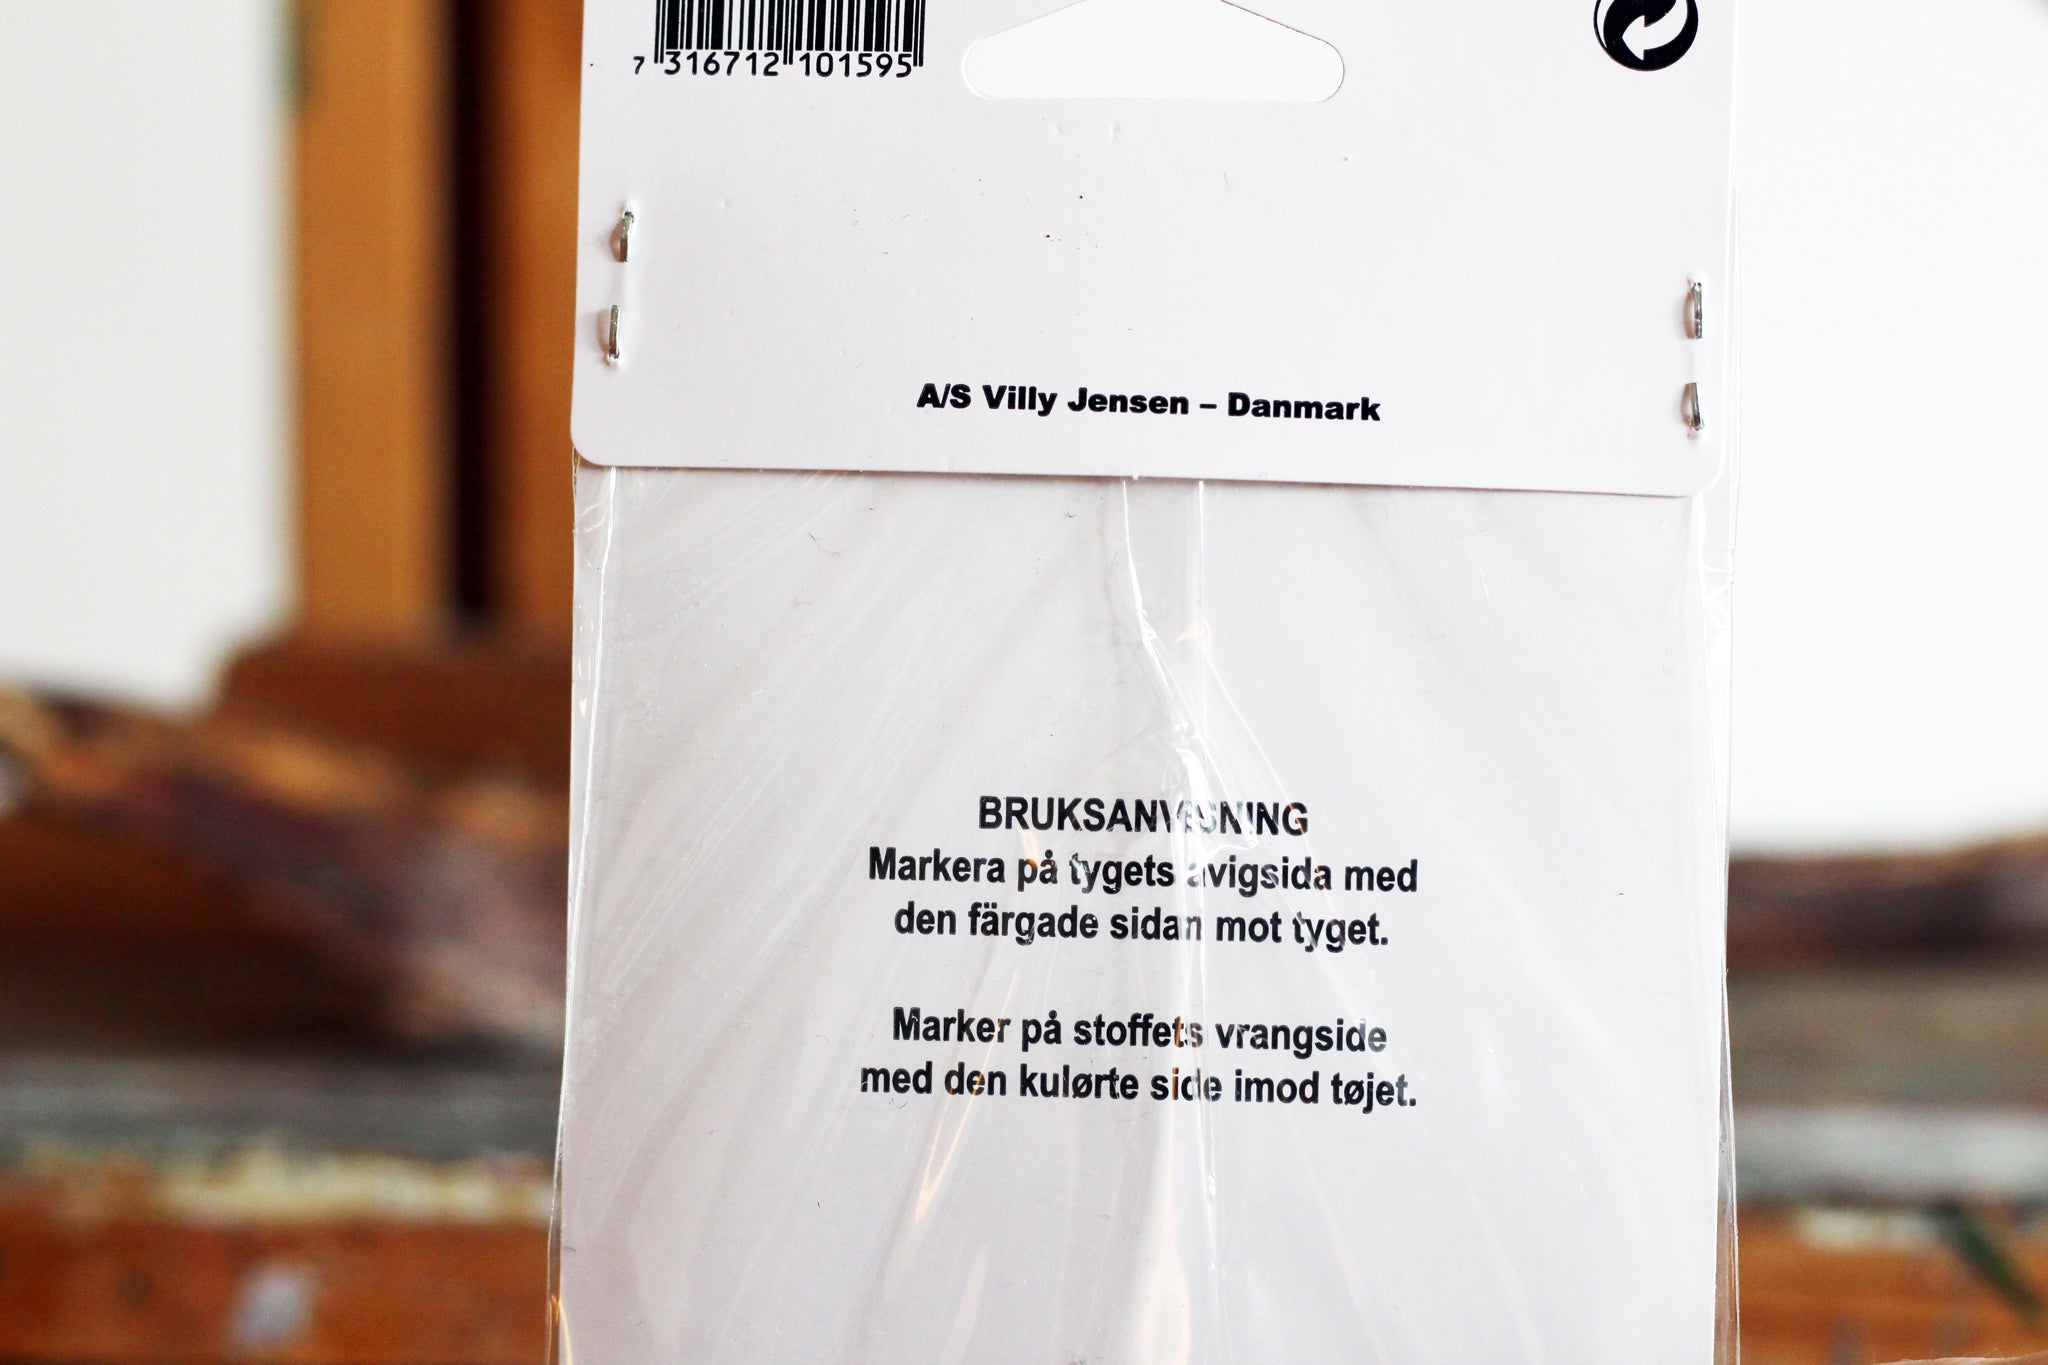 7 316712 101595
A/S Villy Jensen – Danmark
BRUKSANVISNING
Markera på tygets avigsida med
den färgade sidan mot tyget.
Marker på stoffets vrangside
med den kulørte side imod tøjet.